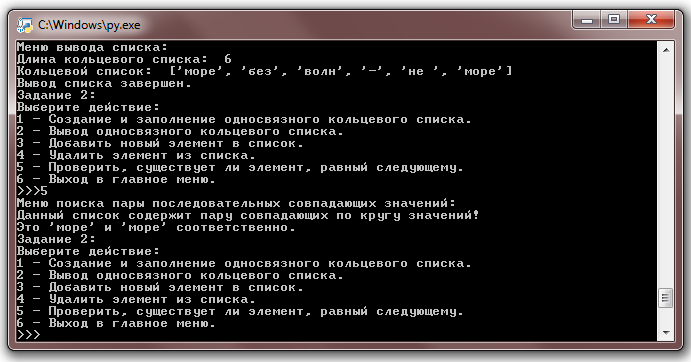 C:\Windows\py.exe
Меню вывода списка:
Длина кольцевого списка:  6
Кольцевой список:  ['море', 'без', 'волн', '-', 'не ', 'море']
Вывод списка завершен.
Задание 2:
Выберите действие:
1 - Создание и заполнение односвязного кольцевого списка.
2 - Вывод односвязного кольцевого списка.
3 - Добавить новый элемент в список.
4 - Удалить элемент из списка.
5 - Проверить, существует ли элемент, равный следующему.
6 - Выход в главное меню.
>>>5
Меню поиска пары последовательных совпадающих значений:
Данный список содержит пару совпадающих по кругу значений!
Это 'море' и 'море' соответственно.
Задание 2:
Выберите действие:
1 - Создание и заполнение односвязного кольцевого списка.
2 - Вывод односвязного кольцевого списка.
3 - Добавить новый элемент в список.
4 - Удалить элемент из списка.
5 - Проверить, существует ли элемент, равный следующему.
6 - Выход в главное меню.
>>>